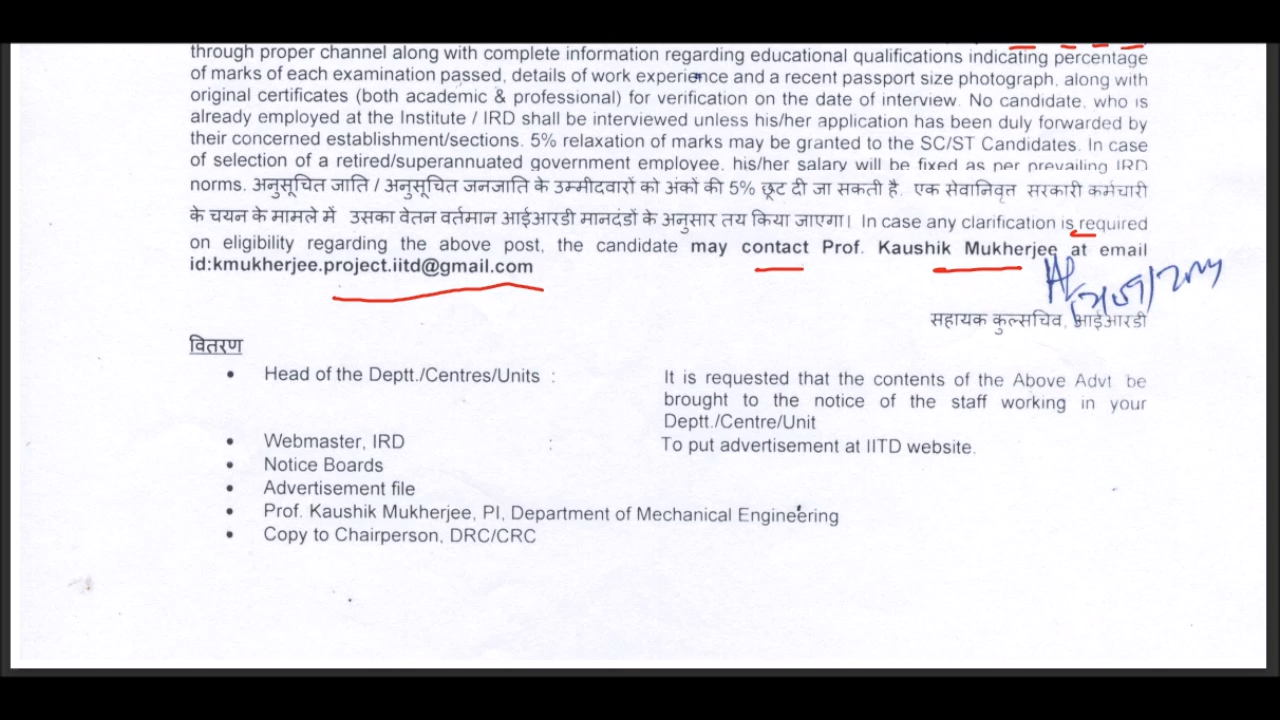 through proper channel along with complete information regarding educational qualifications indicating percentage
of marks of each examination passed, details of work experience and a recent passport size photograph, along with
original certificates (both academic & professional) for verification on the date of interview. No candidate, who is
already employed at the Institute / IRD shall be interviewed unless his/her application has been duly forwarded by
their concerned establishment/sections. 5% relaxation of marks may be granted to the SC/ST Candidates. In case
of selection of a retired/superannuated government employee, his/her salary will be fixed as per prevailing IRD
norms. अनुसूचित जाति / अनुसूचित जनजाति के उम्मीदवारों को अंकों की 5% छूट दी जा सकती है. एक सेवानिवृत सरकारी कर्मचारी
के चयन के मामले में उसका वेतन वर्तमान आईआरडी मानदंडों के अनुसार तय किया जाएगा। In case any clarification is required
on eligibility regarding the above post, the candidate may contact Prof. Kaushik Mukherjee at email
id:kmukherjee.project.iitd@gmail.com
सहायक कुल्सचिव, आईआरडी
वितरण
• Head of the Deptt./Centres/Units : It is requested that the contents of the Above Advt. be
brought to the notice of the staff working in your
Deptt./Centre/Unit
• Webmaster, IRD : To put advertisement at IITD website.
• Notice Boards
• Advertisement file
• Prof. Kaushik Mukherjee, PI, Department of Mechanical Engineering
• Copy to Chairperson, DRC/CRC